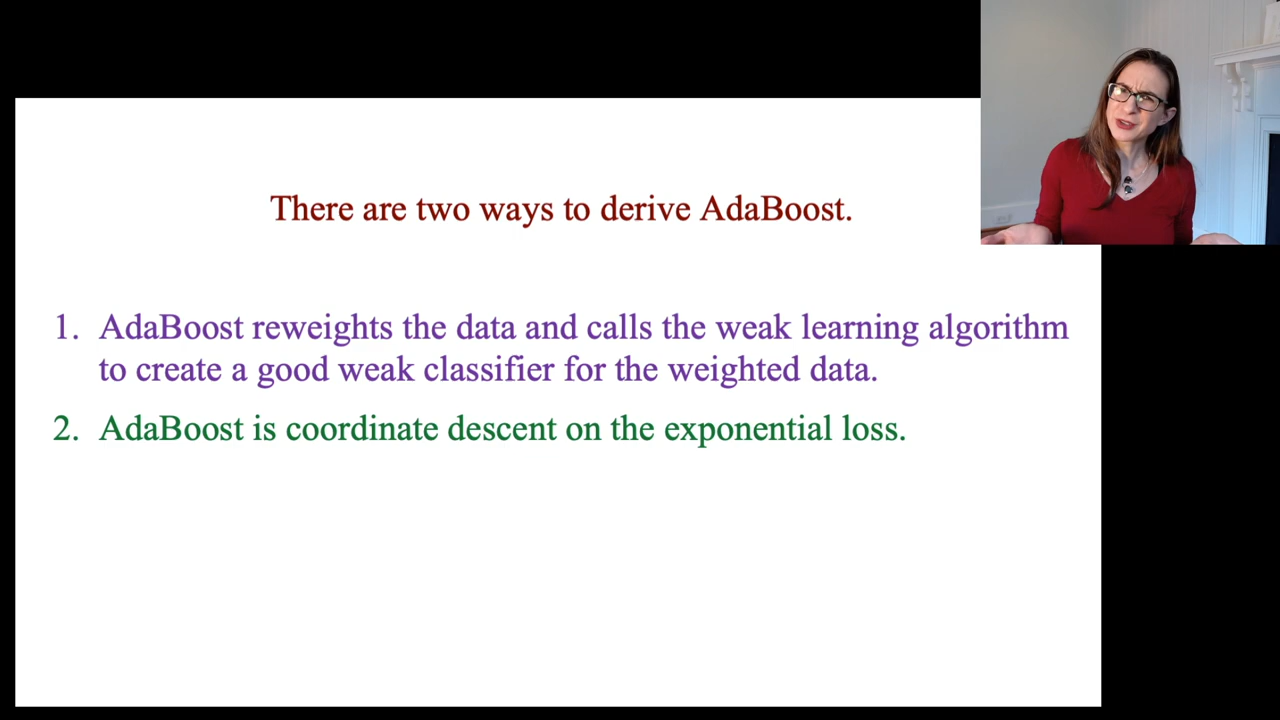 There are two ways to derive AdaBoost.
1. AdaBoost reweights the data and calls the weak learning algorithm
to create a good weak classifier for the weighted data.
2. AdaBoost is coordinate descent on the exponential loss.